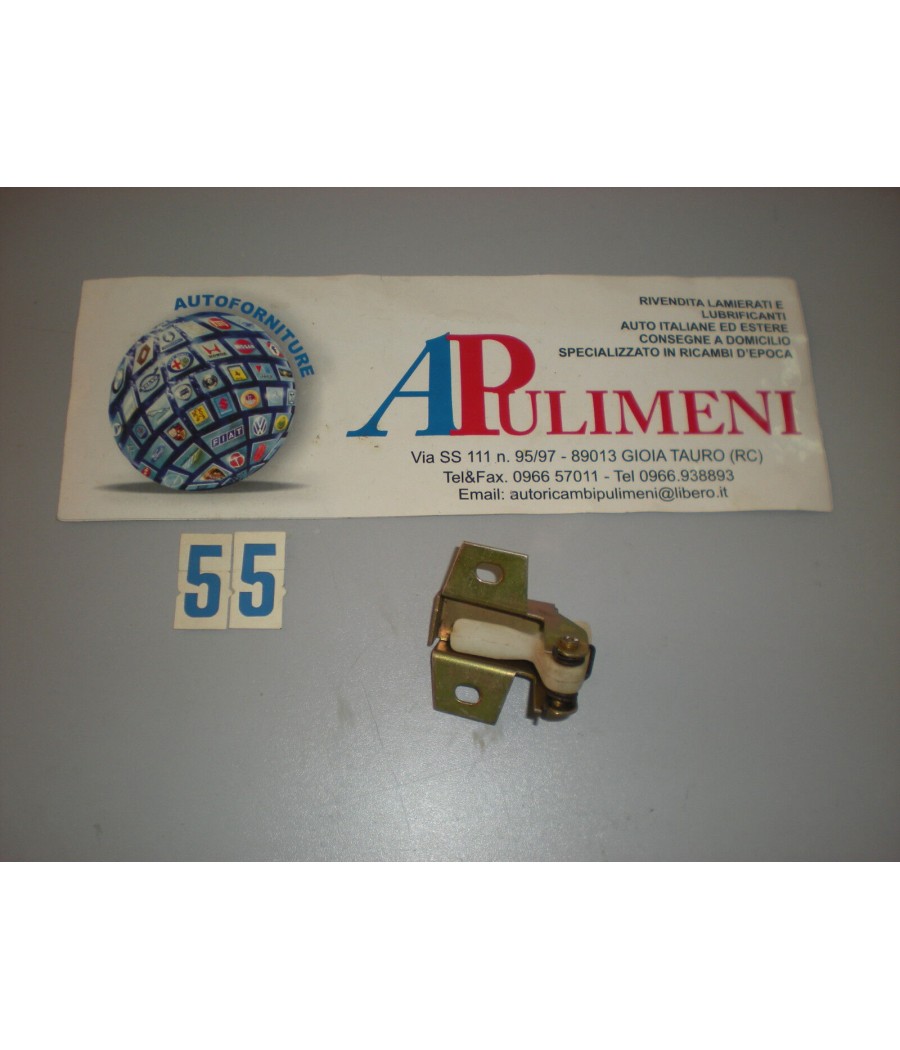 AUTOFORNITURE
RIVENDITA LAMIERATI E
LUBRIFICANTI
AUTO ITALIANE ED ESTERE
CONSEGNE A DOMICILIO
SPECIALIZZATO IN RICAMBI D'EPOCA
FIAT
APULIMENI
Via SS 111 n. 95/97 - 89013 GIOIA TAURO (RC)
Tel&Fax. 0966 57011 - Tel 0966.938893
Email: autoricambipulimeni@libero.it
55